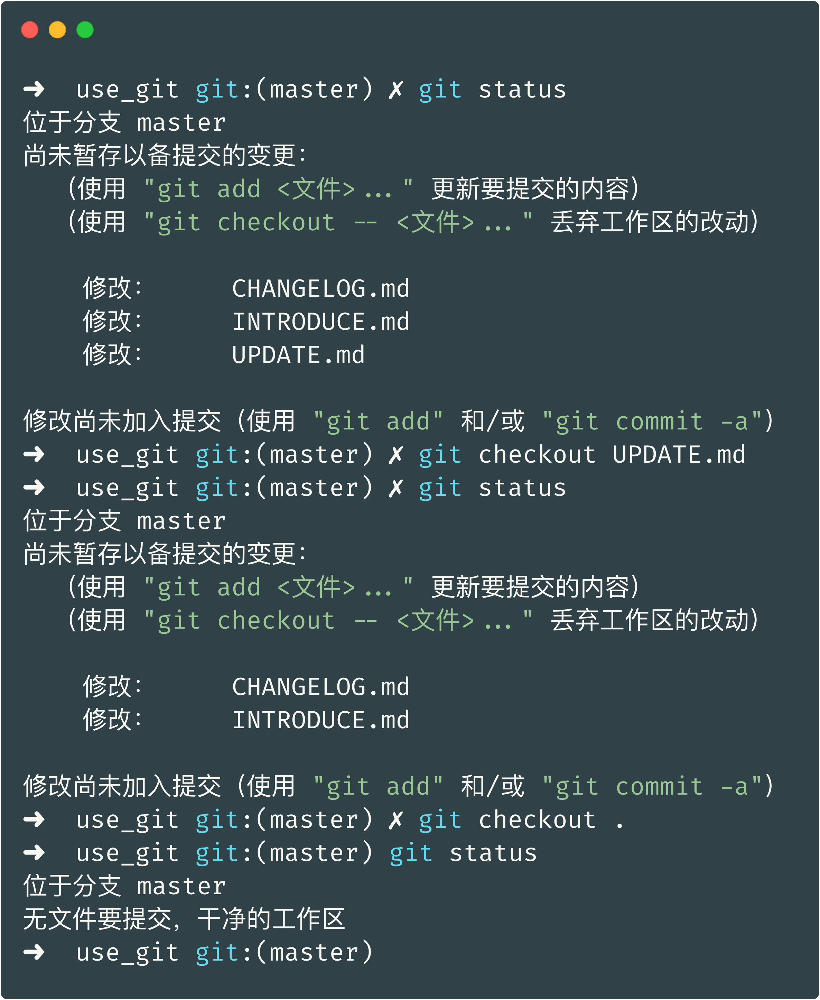 ➜  use_git git:(master) ✗ git status
位于分支 master
尚未暂存以备提交的变更：
  （使用 "git add <文件>..." 更新要提交的内容）
  （使用 "git checkout -- <文件>..." 丢弃工作区的改动）
修改：     CHANGELOG.md
修改：     INTRODUCE.md
修改：     UPDATE.md
修改尚未加入提交（使用 "git add" 和/或 "git commit -a"）
➜  use_git git:(master) ✗ git checkout UPDATE.md
➜  use_git git:(master) ✗ git status
位于分支 master
尚未暂存以备提交的变更：
  （使用 "git add <文件>..." 更新要提交的内容）
  （使用 "git checkout -- <文件>..." 丢弃工作区的改动）
修改：     CHANGELOG.md
修改：     INTRODUCE.md
修改尚未加入提交（使用 "git add" 和/或 "git commit -a"）
➜  use_git git:(master) ✗ git checkout .
➜  use_git git:(master) git status
位于分支 master
无文件要提交，干净的工作区
➜  use_git git:(master)